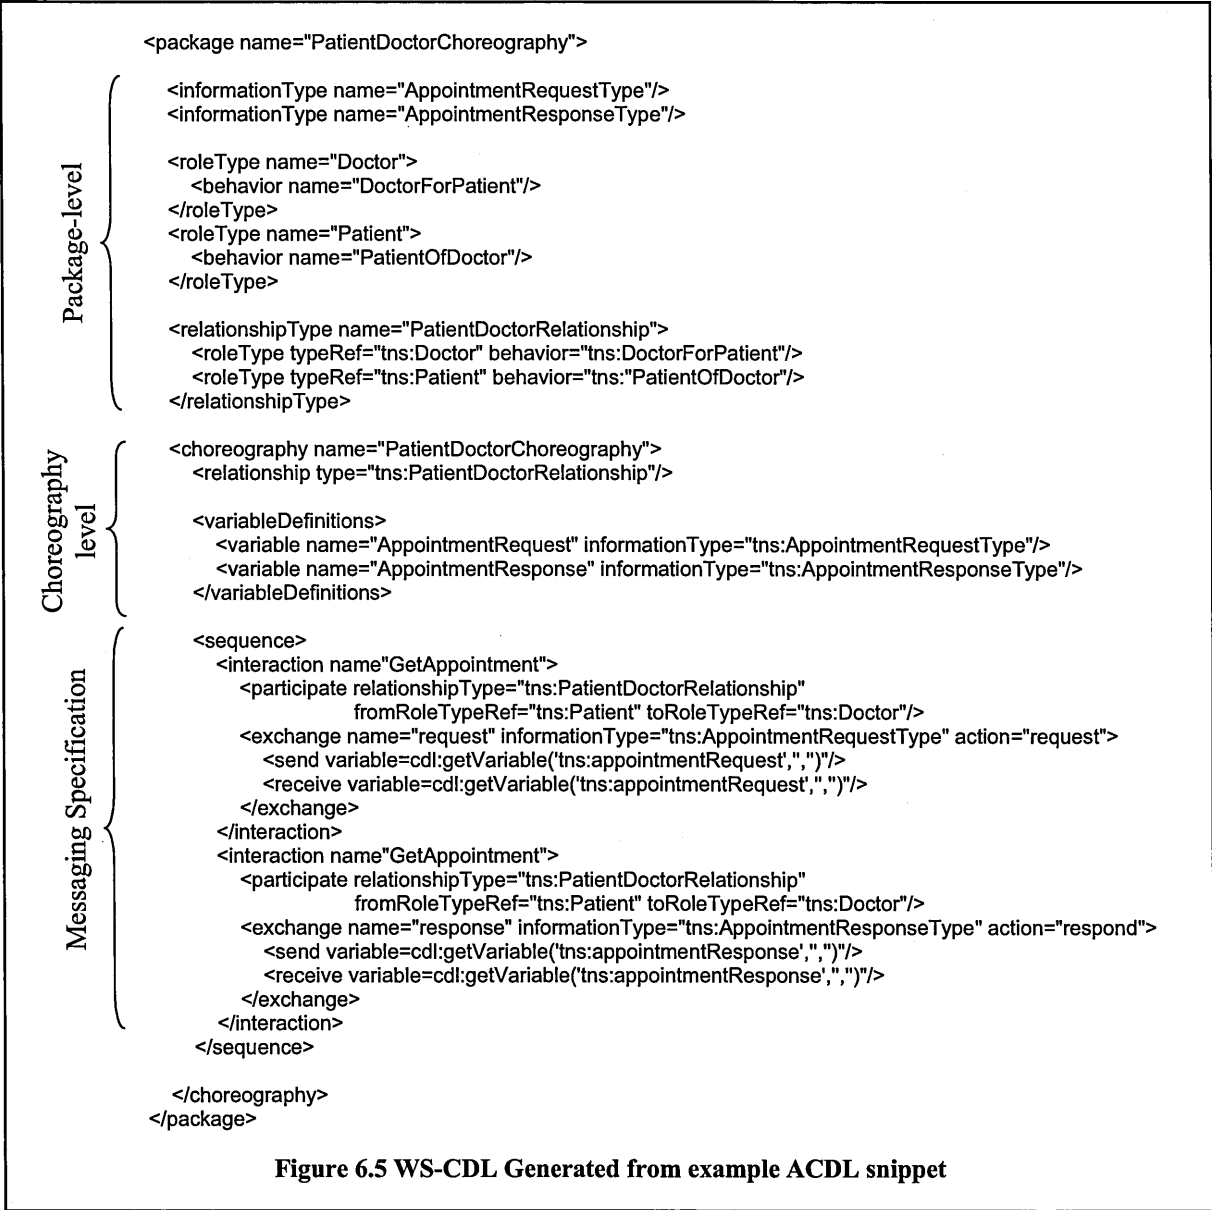 <package name="PatientDoctorChoreography">
<informationType name="AppointmentRequestType"/>
<informationType name="AppointmentResponseType"/>
<roleType name="Doctor">
<behavior name="DoctorForPatient"/>
</roleType>
<roleType name="Patient">
<behavior name="PatientOfDoctor"/>
</roleType>
<relationshipType name="PatientDoctorRelationship">
<roleType typeRef="tns:Doctor" behavior="tns:DoctorForPatient"/>
<roleType typeRef="tns:Patient" behavior="tns:"PatientOfDoctor"/>
</relationshipType>
Package-level
<choreography name="PatientDoctorChoreography">
<relationship type="tns:PatientDoctorRelationship"/>
<variableDefinitions>
<variable name="AppointmentRequest" informationType="tns:AppointmentRequestType"/>
<variable name="AppointmentResponse" informationType="tns:AppointmentResponseType"/>
</variableDefinitions>
Choreography
level
<sequence>
<interaction name"GetAppointment">
<participate relationshipType="tns:PatientDoctorRelationship"
fromRoleTypeRef="tns:Patient" toRoleTypeRef="tns:Doctor"/>
<exchange name="request" informationType="tns:AppointmentRequestType" action="request">
<send variable=cdl:getVariable('tns:appointmentRequest','','')"/>
<receive variable=cdl:getVariable('tns:appointmentRequest','','')"/>
</exchange>
</interaction>
<interaction name"GetAppointment">
<participate relationshipType="tns:PatientDoctorRelationship"
fromRoleTypeRef="tns:Patient" toRoleTypeRef="tns:Doctor"/>
<exchange name="response" informationType="tns:AppointmentResponseType" action="respond">
<send variable=cdl:getVariable('tns:appointmentResponse','','')"/>
<receive variable=cdl:getVariable('tns:appointmentResponse','','')"/>
</exchange>
</interaction>
</sequence>
Messaging Specification
</choreography>
</package>
Figure 6.5 WS-CDL Generated from example ACDL snippet